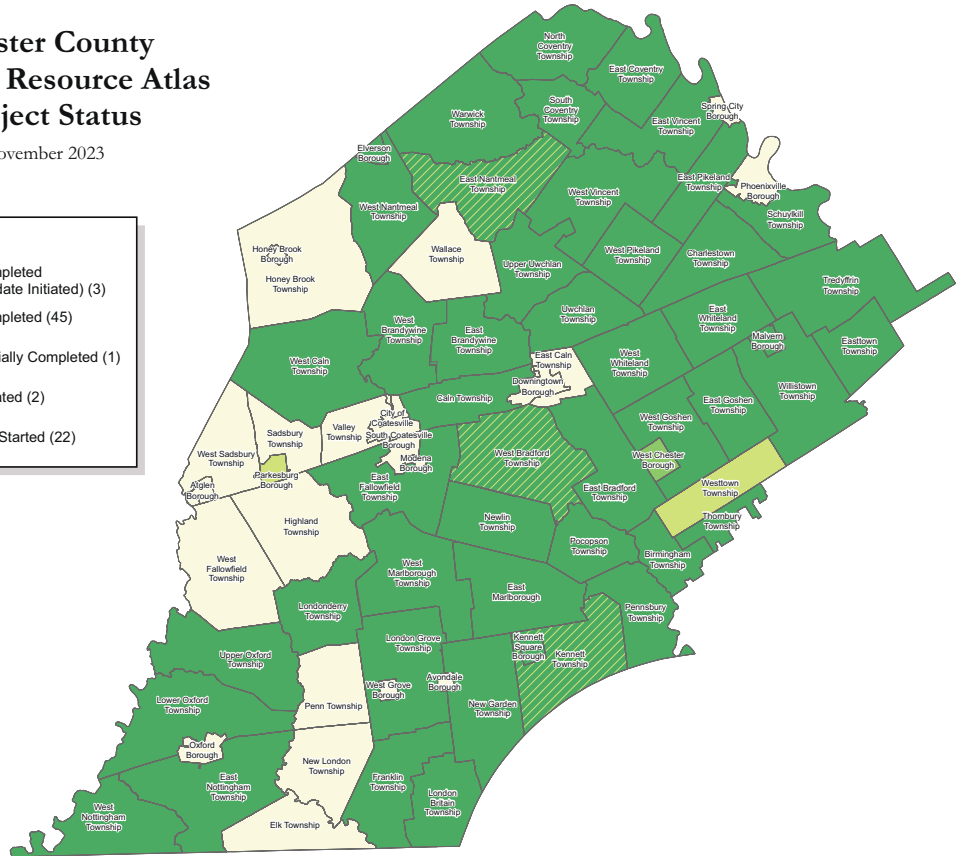 ster County
Resource Atlas
ject Status
ovember 2023
pleted
date Initiated) (3)
pleted (45)
ially Completed (1)
ated (2)
Started (22)
North
Coventry
Township
East Coventry
Township
Warwick
Township
South
Coventry
Township
Spring City
Borough
East Vincent
Township
Elverson
Borough
East Nantmeal
Township
West Vincent
Township
East Pikeland
Township
Phoenixville
Borough
West Nantmeal
Township
Schuylkill
Township
Honey Brook
Borough
Honey Brook
Township
Wallace
Township
Upper Uwchlan
Township
West Pikeland
Township
Charlestown
Township
Tredyffrin
Township
West
Brandywine
Township
East
Brandywine
Township
Uwchlan
Township
East
Whiteland
Township
Malvern
Borough
Easttown
Township
West Caln
Township
East Caln
Township
West
Whiteland
Township
Downingtown
Borough
Caln Township
Willistown
Township
East Goshen
Township
City of
Coatesville
Valley
Township
Sadsbury
Township
South Coatesville
Borough
West Goshen
Township
West Sadsbury
Township
Modena
Borough
West Bradford
Township
West Chester
Borough
Parkesburg
Borough
Atglen
Borough
East
Fallowfield
Township
East Bradford
Township
Westtown
Township
Highland
Township
Newlin
Township
Thornbury
Township
Pocopson
Township
Birmingham
Township
West
Fallowfield
Township
West
Marlborough
Township
East
Marlborough
Londonderry
Township
Pennsbury
Township
London Grove
Township
Kennett
Square
Borough
Kennett
Township
Upper Oxford
Township
West Grove
Borough
Avondale
Borough
Lower Oxford
Township
Penn Township
New Garden
Township
Oxford
Borough
New London
Township
East
Nottingham
Township
Franklin
Township
London
Britain
Township
West
Nottingham
Township
Elk Township